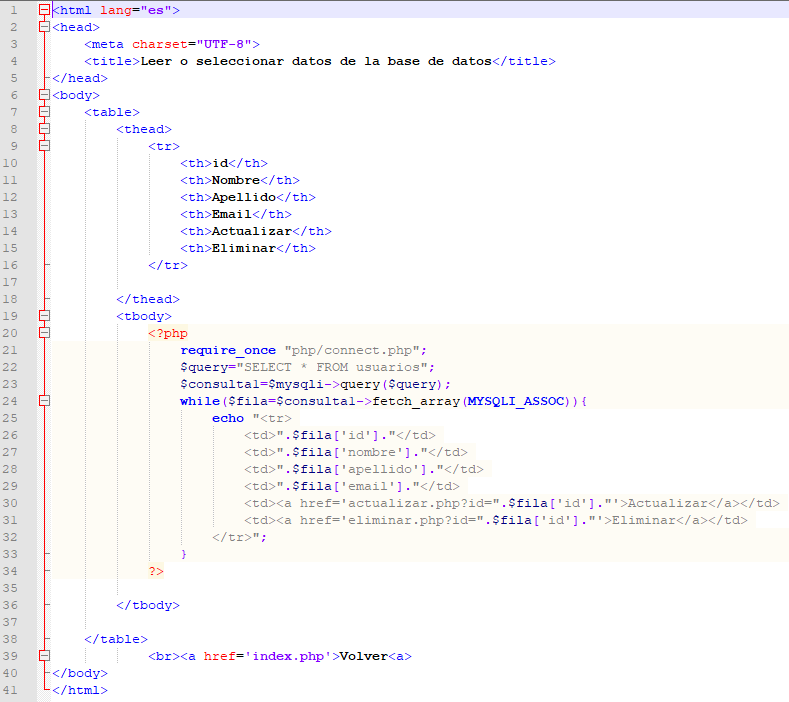 1 <html lang="es">
2 <head>
3 <meta charset="UTF-8">
4 <title>Leer o seleccionar datos de la base de datos</title>
5 </head>
6 <body>
7 <table>
8 <thead>
9 <tr>
10 <th>id</th>
11 <th>Nombre</th>
12 <th>Apellido</th>
13 <th>Email</th>
14 <th>Actualizar</th>
15 <th>Eliminar</th>
16 </tr>
17
18 </thead>
19 <tbody>
20 <?php
21 require_once "php/connect.php";
22 $query="SELECT * FROM usuarios";
23 $consulta1=$mysqli->query($query);
24 while($fila=$consulta1->fetch_array(MYSQLI_ASSOC)){
25 echo "<tr>
26 <td>".$fila['id']."</td>
27 <td>".$fila['nombre']."</td>
28 <td>".$fila['apellido']."</td>
29 <td>".$fila['email']."</td>
30 <td><a href='actualizar.php?id=".$fila['id']."'>Actualizar</a></td>
31 <td><a href='eliminar.php?id=".$fila['id']."'>Eliminar</a></td>
32 </tr>";
33 }
34 ?>
35
36 </tbody>
37
38 </table>
39 <br><a href='index.php'>Volver<a>
40 </body>
41 </html>